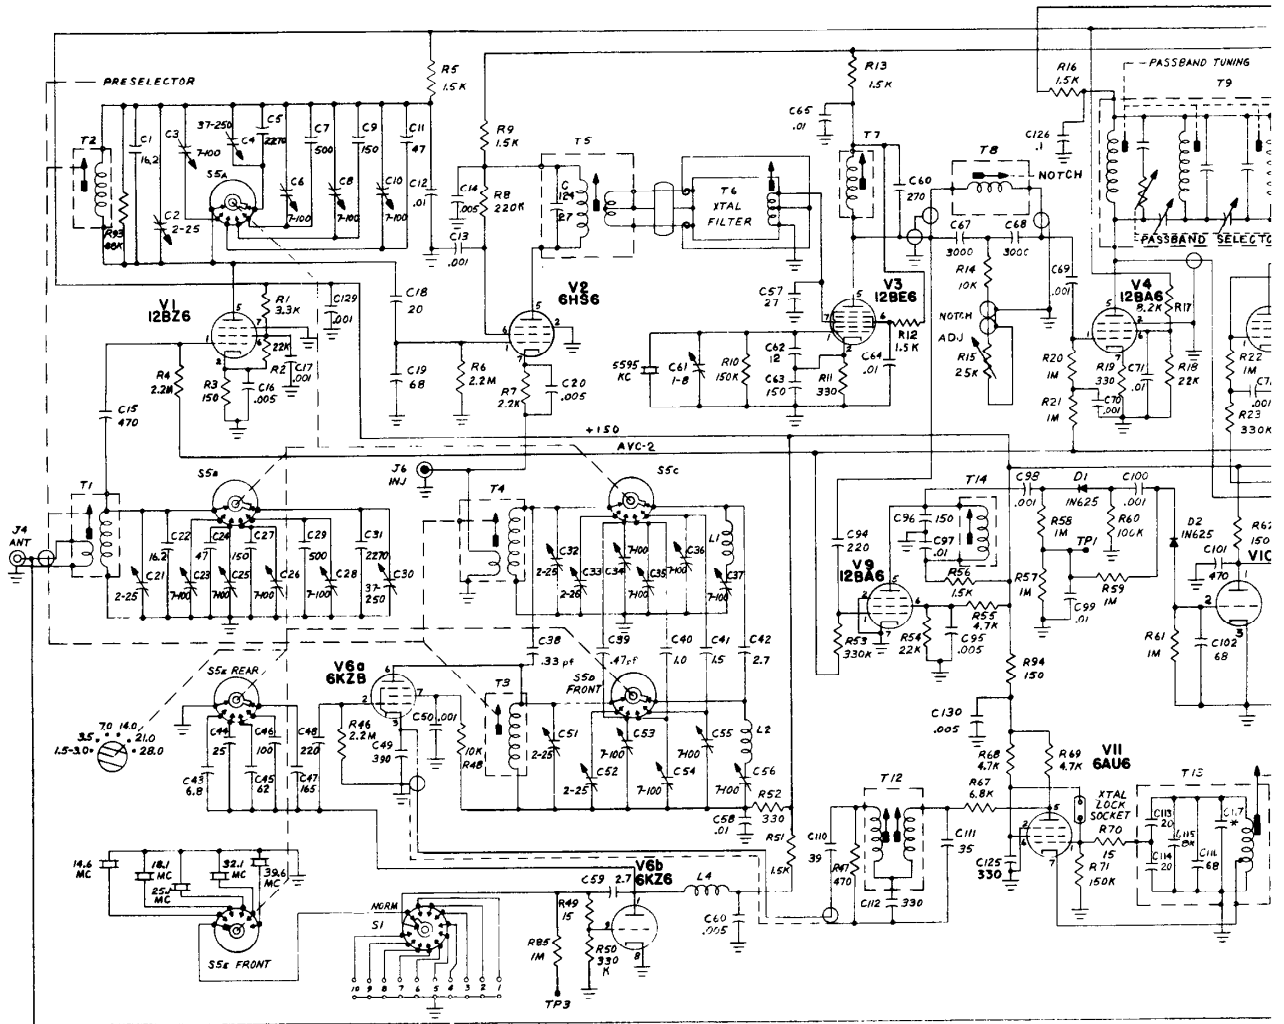 PRESELECTOR
R5
1.5K
R13
1.5K
R16
1.5K
PASSBAND TUNING
T9
T2
C1
16.2
C3
7-100
37-250
C4
C5
2270
C7
500
C9
150
C11
47
R9
1.5K
T5
C65
.01
T7
C126
.1
T8
NOTCH
S5A
C2
2-25
C6
7-100
C8
7-100
C10
7-100
C12
.01
C14
.005
R8
220K
C
124
27
T6
XTAL
FILTER
C60
270
R93
68K
C13
.001
C67
3000
C68
3000
PASSBAND SELECTO
V1
12BZ6
R1
3.3K
C129
.001
C18
20
V2
6HS6
C57
27
V3
12BE6
R14
10K
C69
.001
V4
12BA6
8.2K
R17
R4
2.2M
22K
R2
C17
.001
R3
150
C16
.005
C19
68
R6
2.2M
R7
2.2K
C20
.005
5595
KC
C61
1-8
R10
150K
C62
12
C63
150
R11
330
C64
.01
R12
1.5K
NOTCH
ADJ
R15
25K
R20
1M
R21
1M
C70
.001
R19
330
C71
.01
R18
22K
R22
1M
.001
R23
330K
C15
470
+150
AVC-2
S5B
J6
INJ
S5C
T1
T4
T14
C98
.001
D1
1N625
C100
.001
J4
ANT
C22
16.2
C24
47
C27
150
C29
500
C31
2270
C21
2-25
C23
7-100
C25
7-100
C26
7-100
C28
7-100
C30
37-
250
C32
2-25
C33
2-25
7-100
C34
C35
7-100
C36
7-100
L1
C37
7-100
C94
220
C96
150
C97
.01
R56
1.5K
R58
1M
R60
100K
TP1
D2
1N625
R62
150
V9
12BA6
R55
4.7K
R57
1M
R59
1M
C99
.01
C101
470
V10
R53
330K
R54
22K
C95
.005
R61
1M
C102
68
C38
.33 pf
C39
.47 pf
C40
1.0
C41
1.5
C42
2.7
R94
150
S5E REAR
V6a
6KZ8
T3
S5D
FRONT
7.0 14.0
3.5
21.0
1.5-3.0
28.0
C44
25
C46
100
C48
220
R46
2.2M
C49
390
C50
.001
10K
R48
C51
2-25
C53
7-100
C55
7-100
L2
C130
.005
R68
4.7K
R69
4.7K
V11
6AU6
C43
6.8
C45
62
C47
165
C52
2-25
C54
7-100
C56
7-100
R52
330
C58
.01
R51
1.5K
T12
R67
6.8K
XTAL
LOCK
SOCKET
T13
C110
39
R47
470
C112
330
C111
35
C125
330
R70
15
R71
150K
C113
20
C114
20
C115
8K
C116
68
14.6
MC
18.1
MC
25.1
MC
32.1
MC
39.6
MC
S5E FRONT
NORM
S1
10 9 8 7 6 5 4 3 2 1
R85
1M
TP3
C59
2.7
R49
15
R50
330
K
V6b
6KZ6
L4
C60
.005